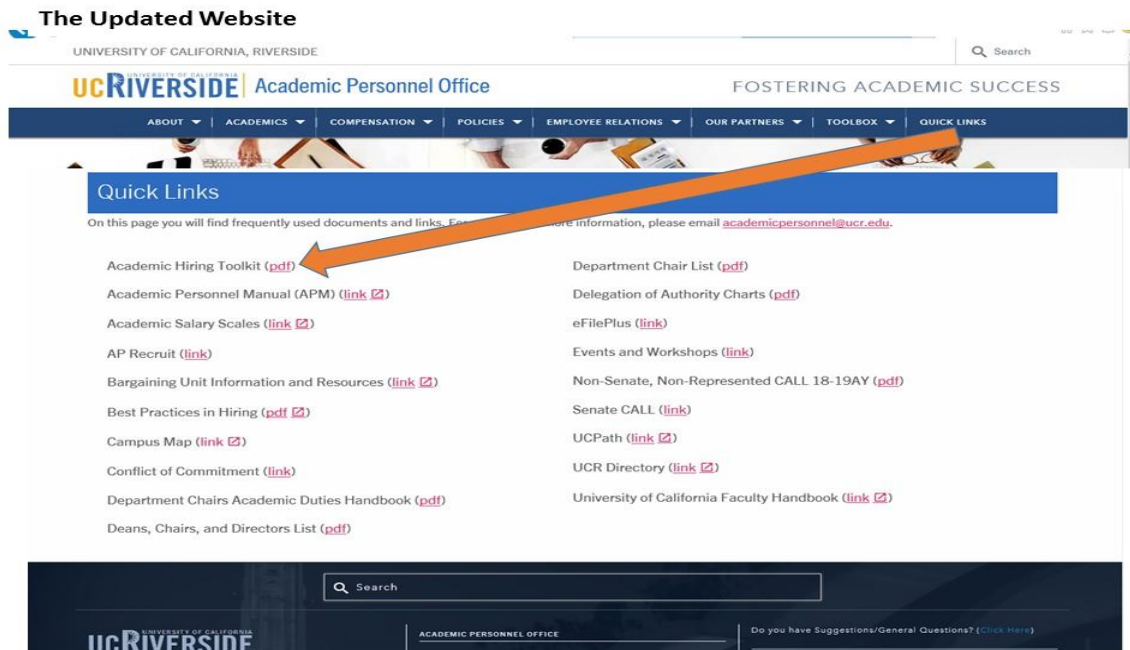 The Updated Website
UNIVERSITY OF CALIFORNIA, RIVERSIDE
Search
UNIVERSITY OF CALIFORNIA
UCRIVERSIDE Academic Personnel Office
FOSTERING ACADEMIC SUCCESS
ABOUT ACADEMICS COMPENSATION POLICIES EMPLOYEE RELATIONS OUR PARTNERS TOOLBOX QUICK LINKS
Quick Links
On this page you will find frequently used documents and links. information, please email academicpersonnel@ucr.edu.
Academic Hiring Toolkit (pdf)
Academic Personnel Manual (APM) (link)
Academic Salary Scales (link)
AP Recruit (link)
Bargaining Unit Information and Resources (link)
Best Practices in Hiring (pdf)
Campus Map (link)
Conflict of Commitment (link)
Department Chairs Academic Duties Handbook (pdf)
Deans, Chairs, and Directors List (pdf)
Department Chair List (pdf)
Delegation of Authority Charts (pdf)
eFilePlus (link)
Events and Workshops (link)
Non-Senate, Non-Represented CALL 18-19AY (pdf)
Senate CALL (link)
UCPath (link)
UCR Directory (link)
University of California Faculty Handbook (link)
Search
UNIVERSITY OF CALIFORNIA
UCRIVERSIDE
ACADEMIC PERSONNEL OFFICE
Do you have Suggestions/General Questions? (Click Here)